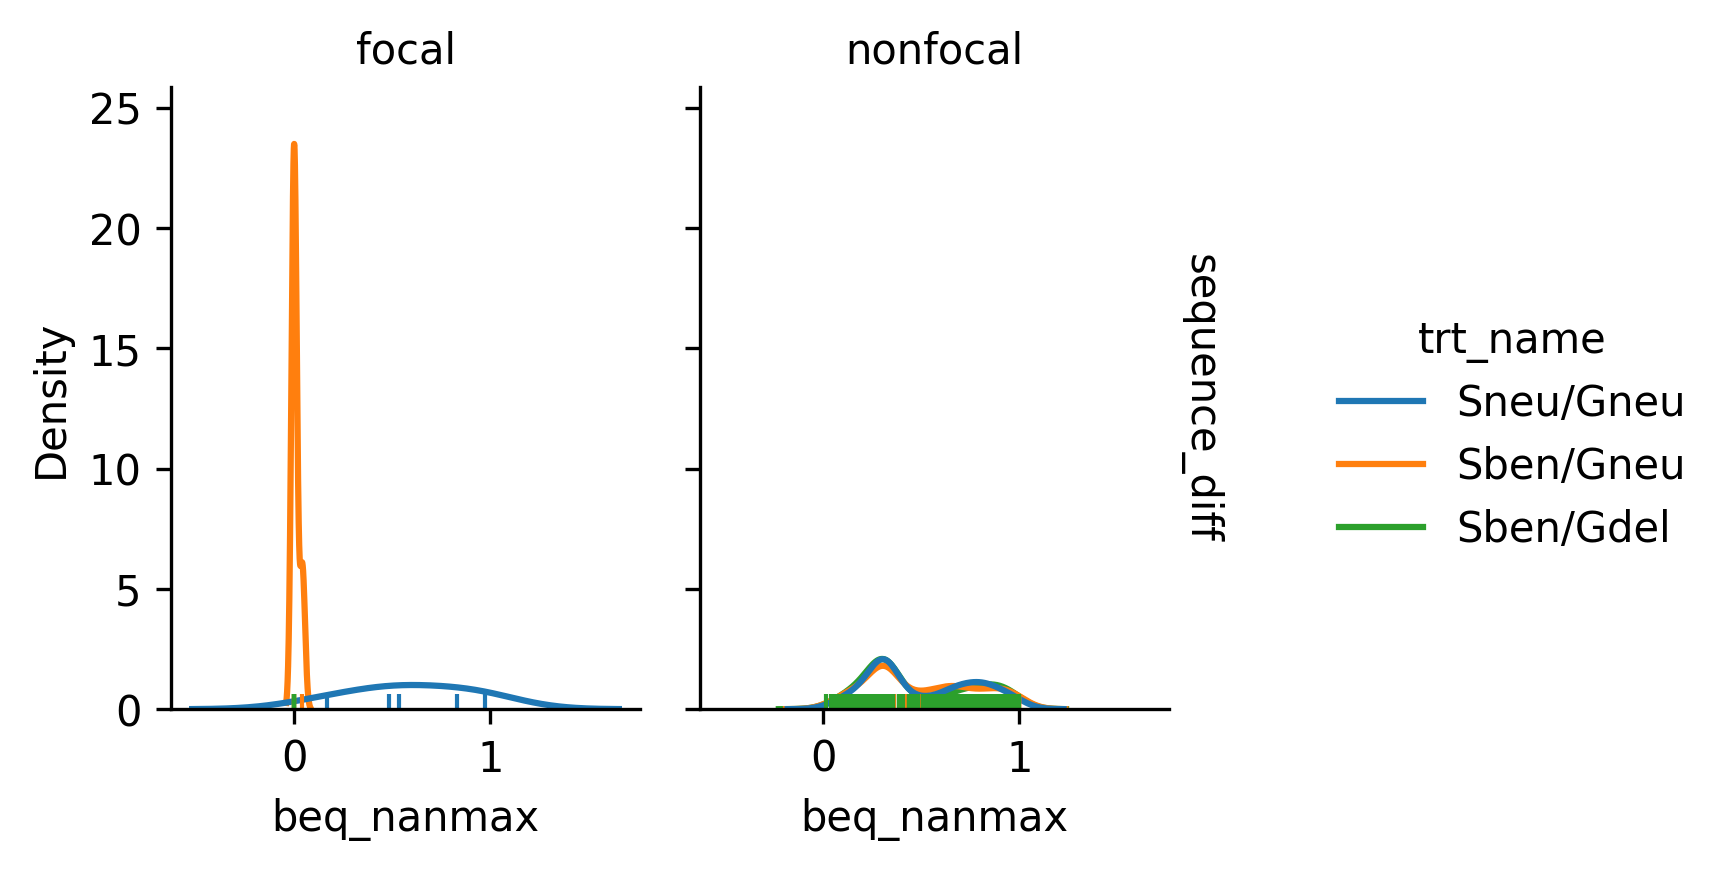 focal
nonfocal
25
20
15
10
5
0
Density
0
1
0
1
beq_nanmax
beq_nanmax
sequence_diff
trt_name
Sneu/Gneu
Sben/Gneu
Sben/Gdel